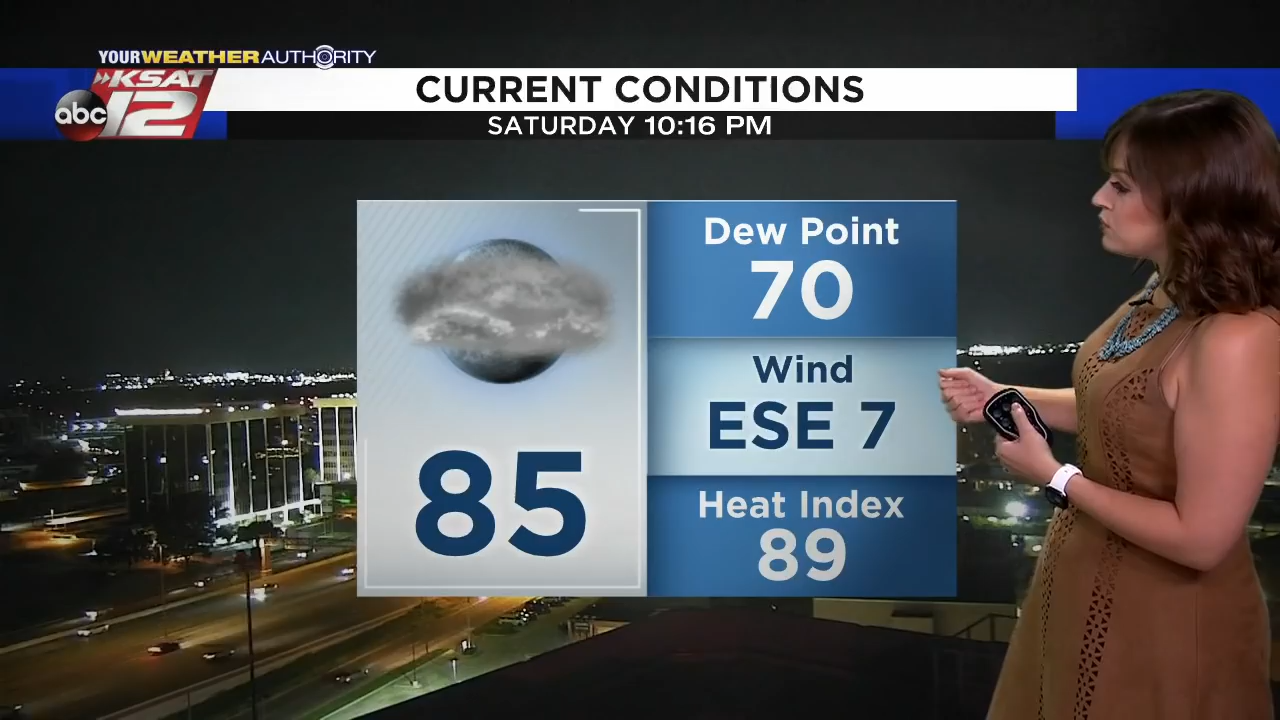 YOUR WEATHER AUTHORITY
KSAT
abc 12
CURRENT CONDITIONS
SATURDAY 10:16 PM
85
Dew Point
70
Wind
ESE 7
Heat Index
89